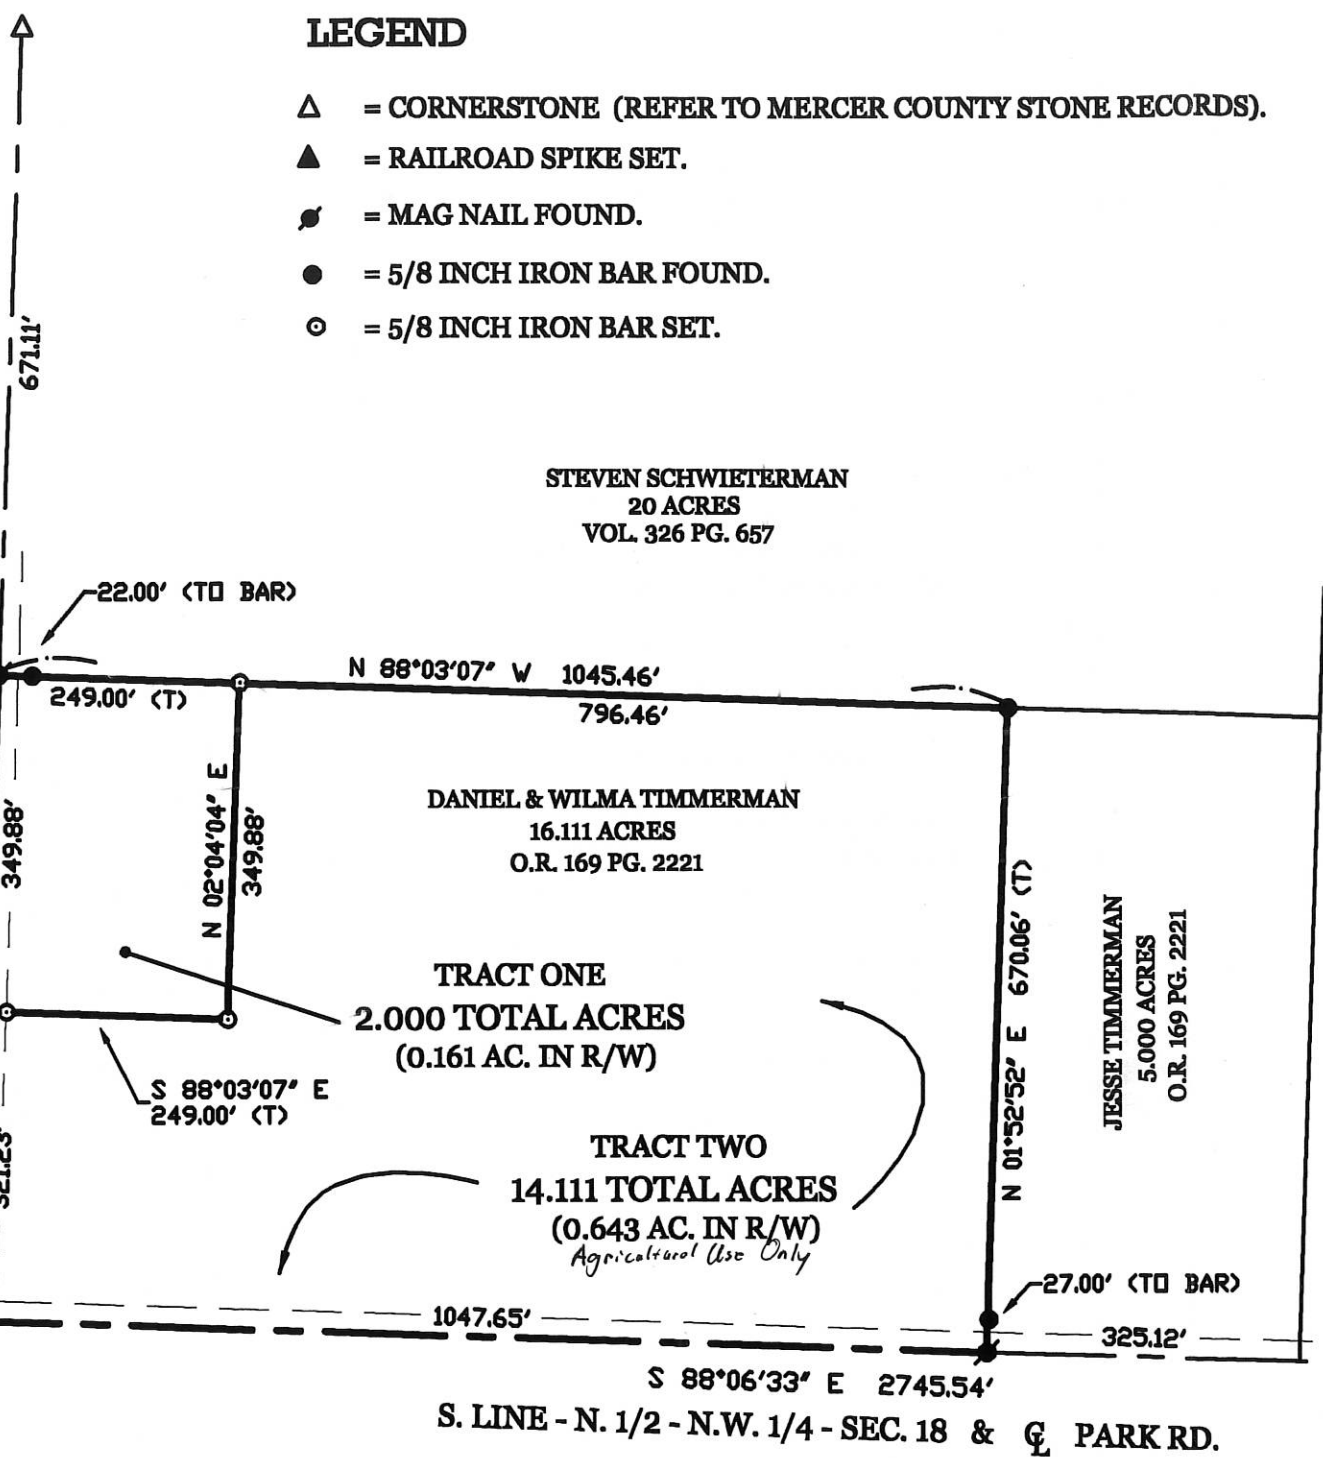 LEGEND
= CORNERSTONE (REFER TO MERCER COUNTY STONE RECORDS).
= RAILROAD SPIKE SET.
= MAG NAIL FOUND.
= 5/8 INCH IRON BAR FOUND.
= 5/8 INCH IRON BAR SET.
671.11'
STEVEN SCHWIETERMAN
20 ACRES
VOL. 326 PG. 657
22.00' (TO BAR)
N 88°03'07" W 1045.46'
249.00' (T)
796.46'
349.88'
N 02°04'04" E
349.88'
DANIEL & WILMA TIMMERMAN
16.111 ACRES
O.R. 169 PG. 2221
N 01°52'52" E 670.06' (T)
JESSE TIMMERMAN
5.000 ACRES
O.R. 169 PG. 2221
TRACT ONE
2.000 TOTAL ACRES
(0.161 AC. IN R/W)
S 88°03'07" E
249.00' (T)
321.23'
TRACT TWO
14.111 TOTAL ACRES
(0.643 AC. IN R/W)
Agricultural Use Only
27.00' (TO BAR)
1047.65'
325.12'
S 88°06'33" E 2745.54'
S. LINE - N. 1/2 - N.W. 1/4 - SEC. 18 & ℄ PARK RD.